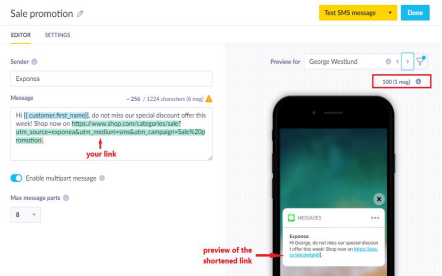 Sale promotion
Test SMS message
Done
EDITOR
SETTINGS
Sender
Exponea
Message
~256 / 1224 characters (8 msg)
Hi {{ customer.first_name}}, do not miss our special discount offer this
week! Shop now on https://www.shop.com/categories/sale?
utm_source=exponea&utm_medium=sms&utm_campaign=Sale%20p
romotion|.
your link
Enable multipart message
Max message parts
8
Preview for
George Westlund
100 (1 msg)
MESSAGES
Exponea
Hi George, do not miss our special discoun
t offer this week! Shop now on
preview of the
shortened link